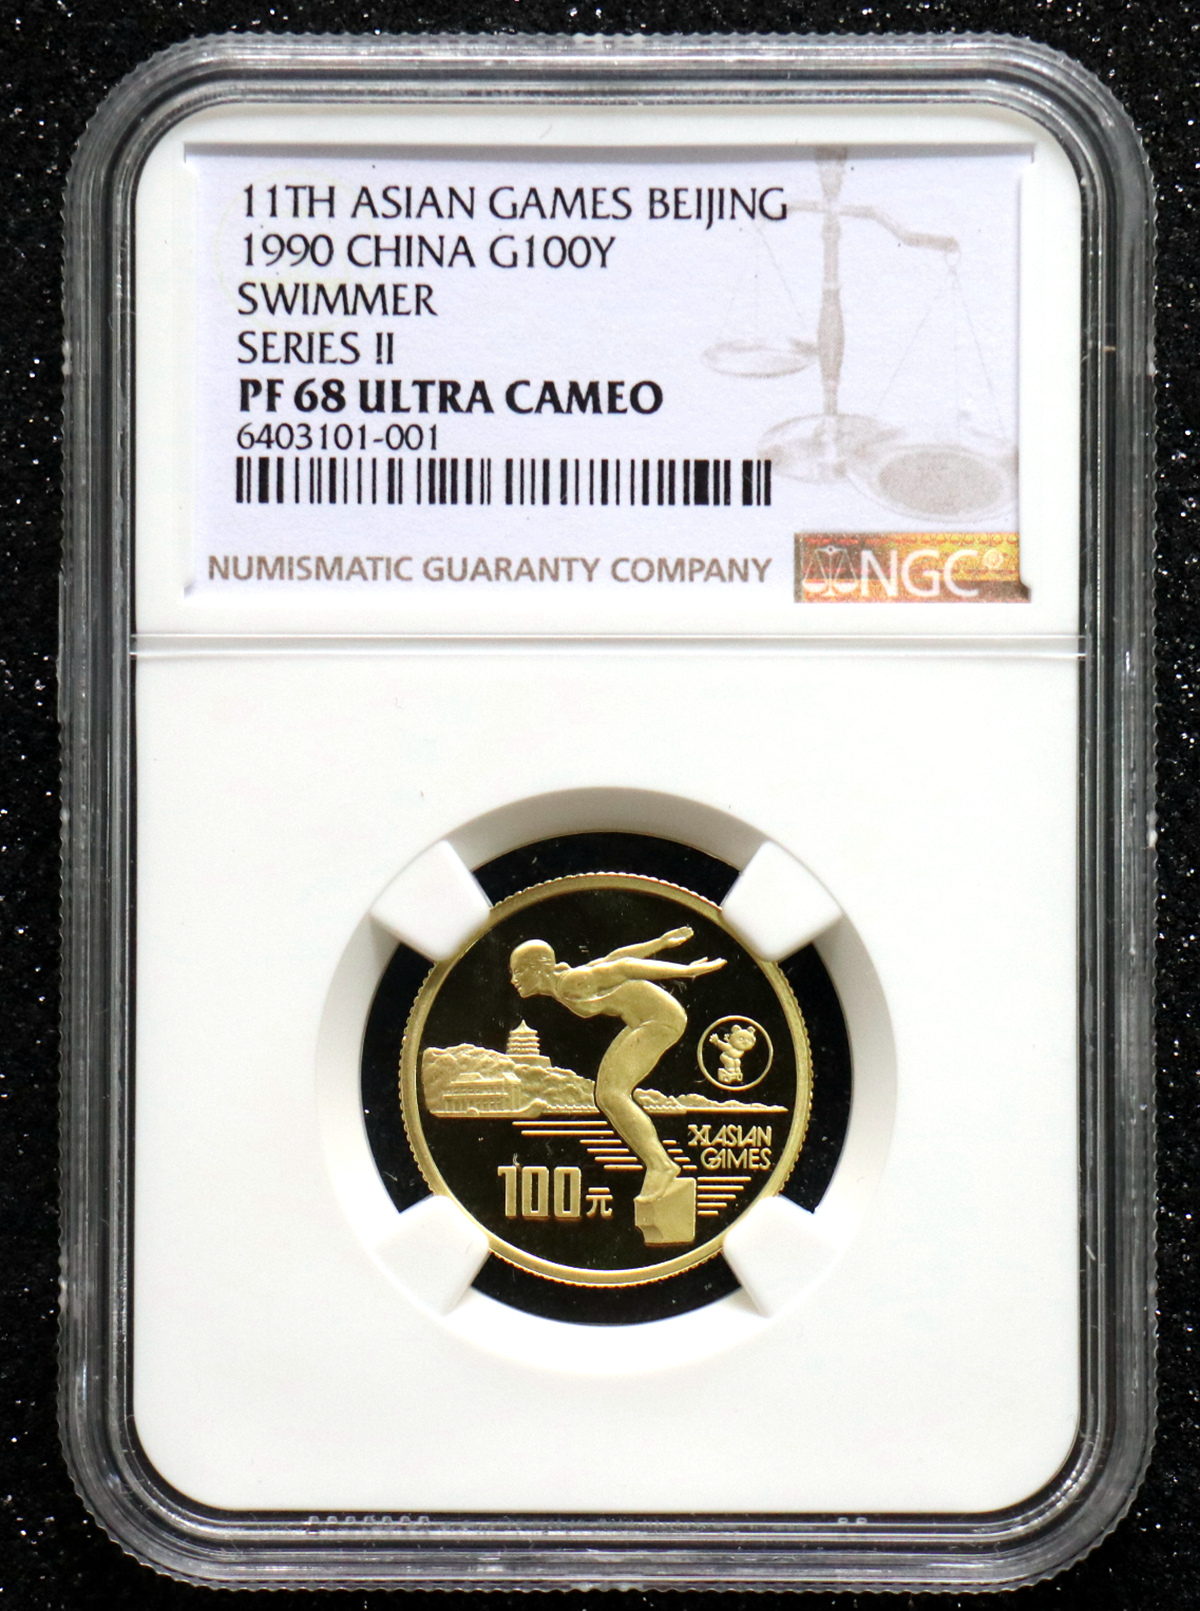 11TH ASIAN GAMES BEIJING
1990 CHINA G100Y
SWIMMER
SERIES II
PF 68 ULTRA CAMEO
6403101-001
NUMISMATIC GUARANTY COMPANY
NGC®
XI ASIAN
GAMES
100元